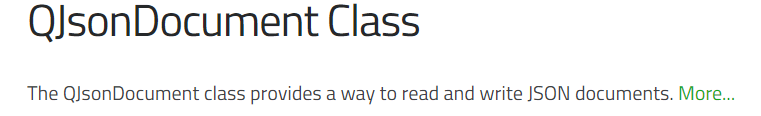 QJsonDocument Class
The QJsonDocument class provides a way to read and write JSON documents. More...